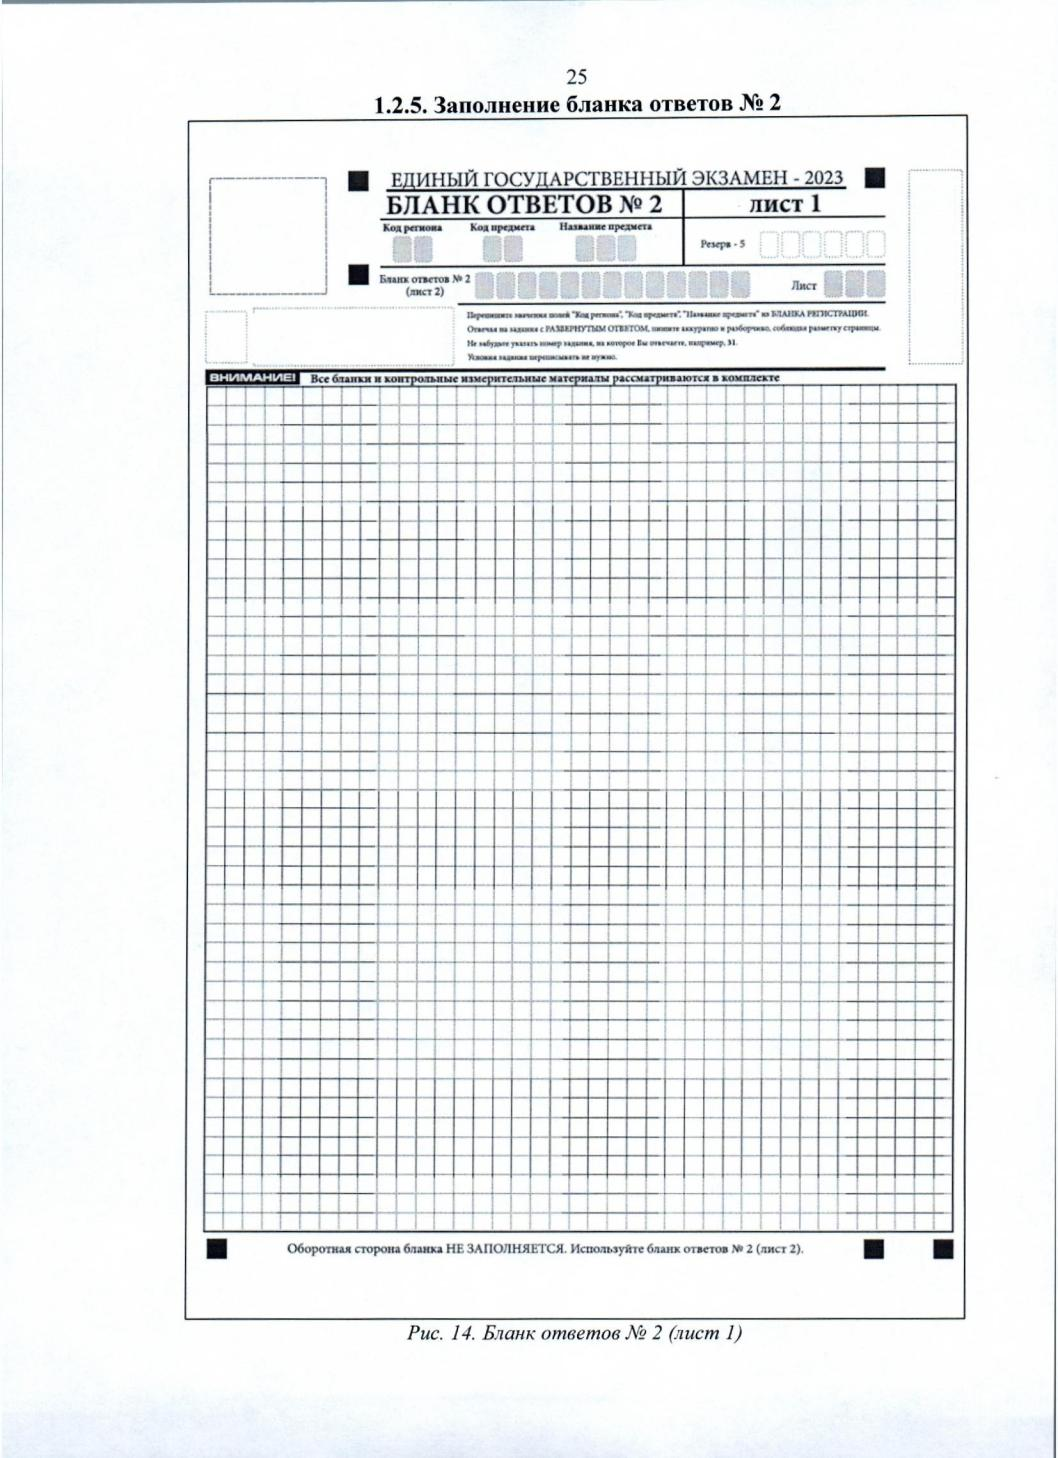 25
1.2.5. Заполнение бланка ответов № 2
ЕДИНЫЙ ГОСУДАРСТВЕННЫЙ ЭКЗАМЕН - 2023
БЛАНК ОТВЕТОВ № 2
лист 1
Код региона Код предмета Название предмета
Резерв - 5
Бланк ответов № 2
(лист 2)
Лист
Перепишите значения полей "Код региона", "Код предмета", "Название предмета" из БЛАНКА РЕГИСТРАЦИИ.
Отвечая на задания с РАЗВЕРНУТЫМ ОТВЕТОМ, пишите аккуратно и разборчиво, соблюдая разметку страницы.
Не забудьте указать номер задания, на которое Вы отвечаете, например, 31.
Условия задания переписывать не нужно.
ВНИМАНИЕ! Все бланки и контрольные измерительные материалы рассматриваются в комплекте
Оборотная сторона бланка НЕ ЗАПОЛНЯЕТСЯ. Используйте бланк ответов № 2 (лист 2).
Рис. 14. Бланк ответов № 2 (лист 1)